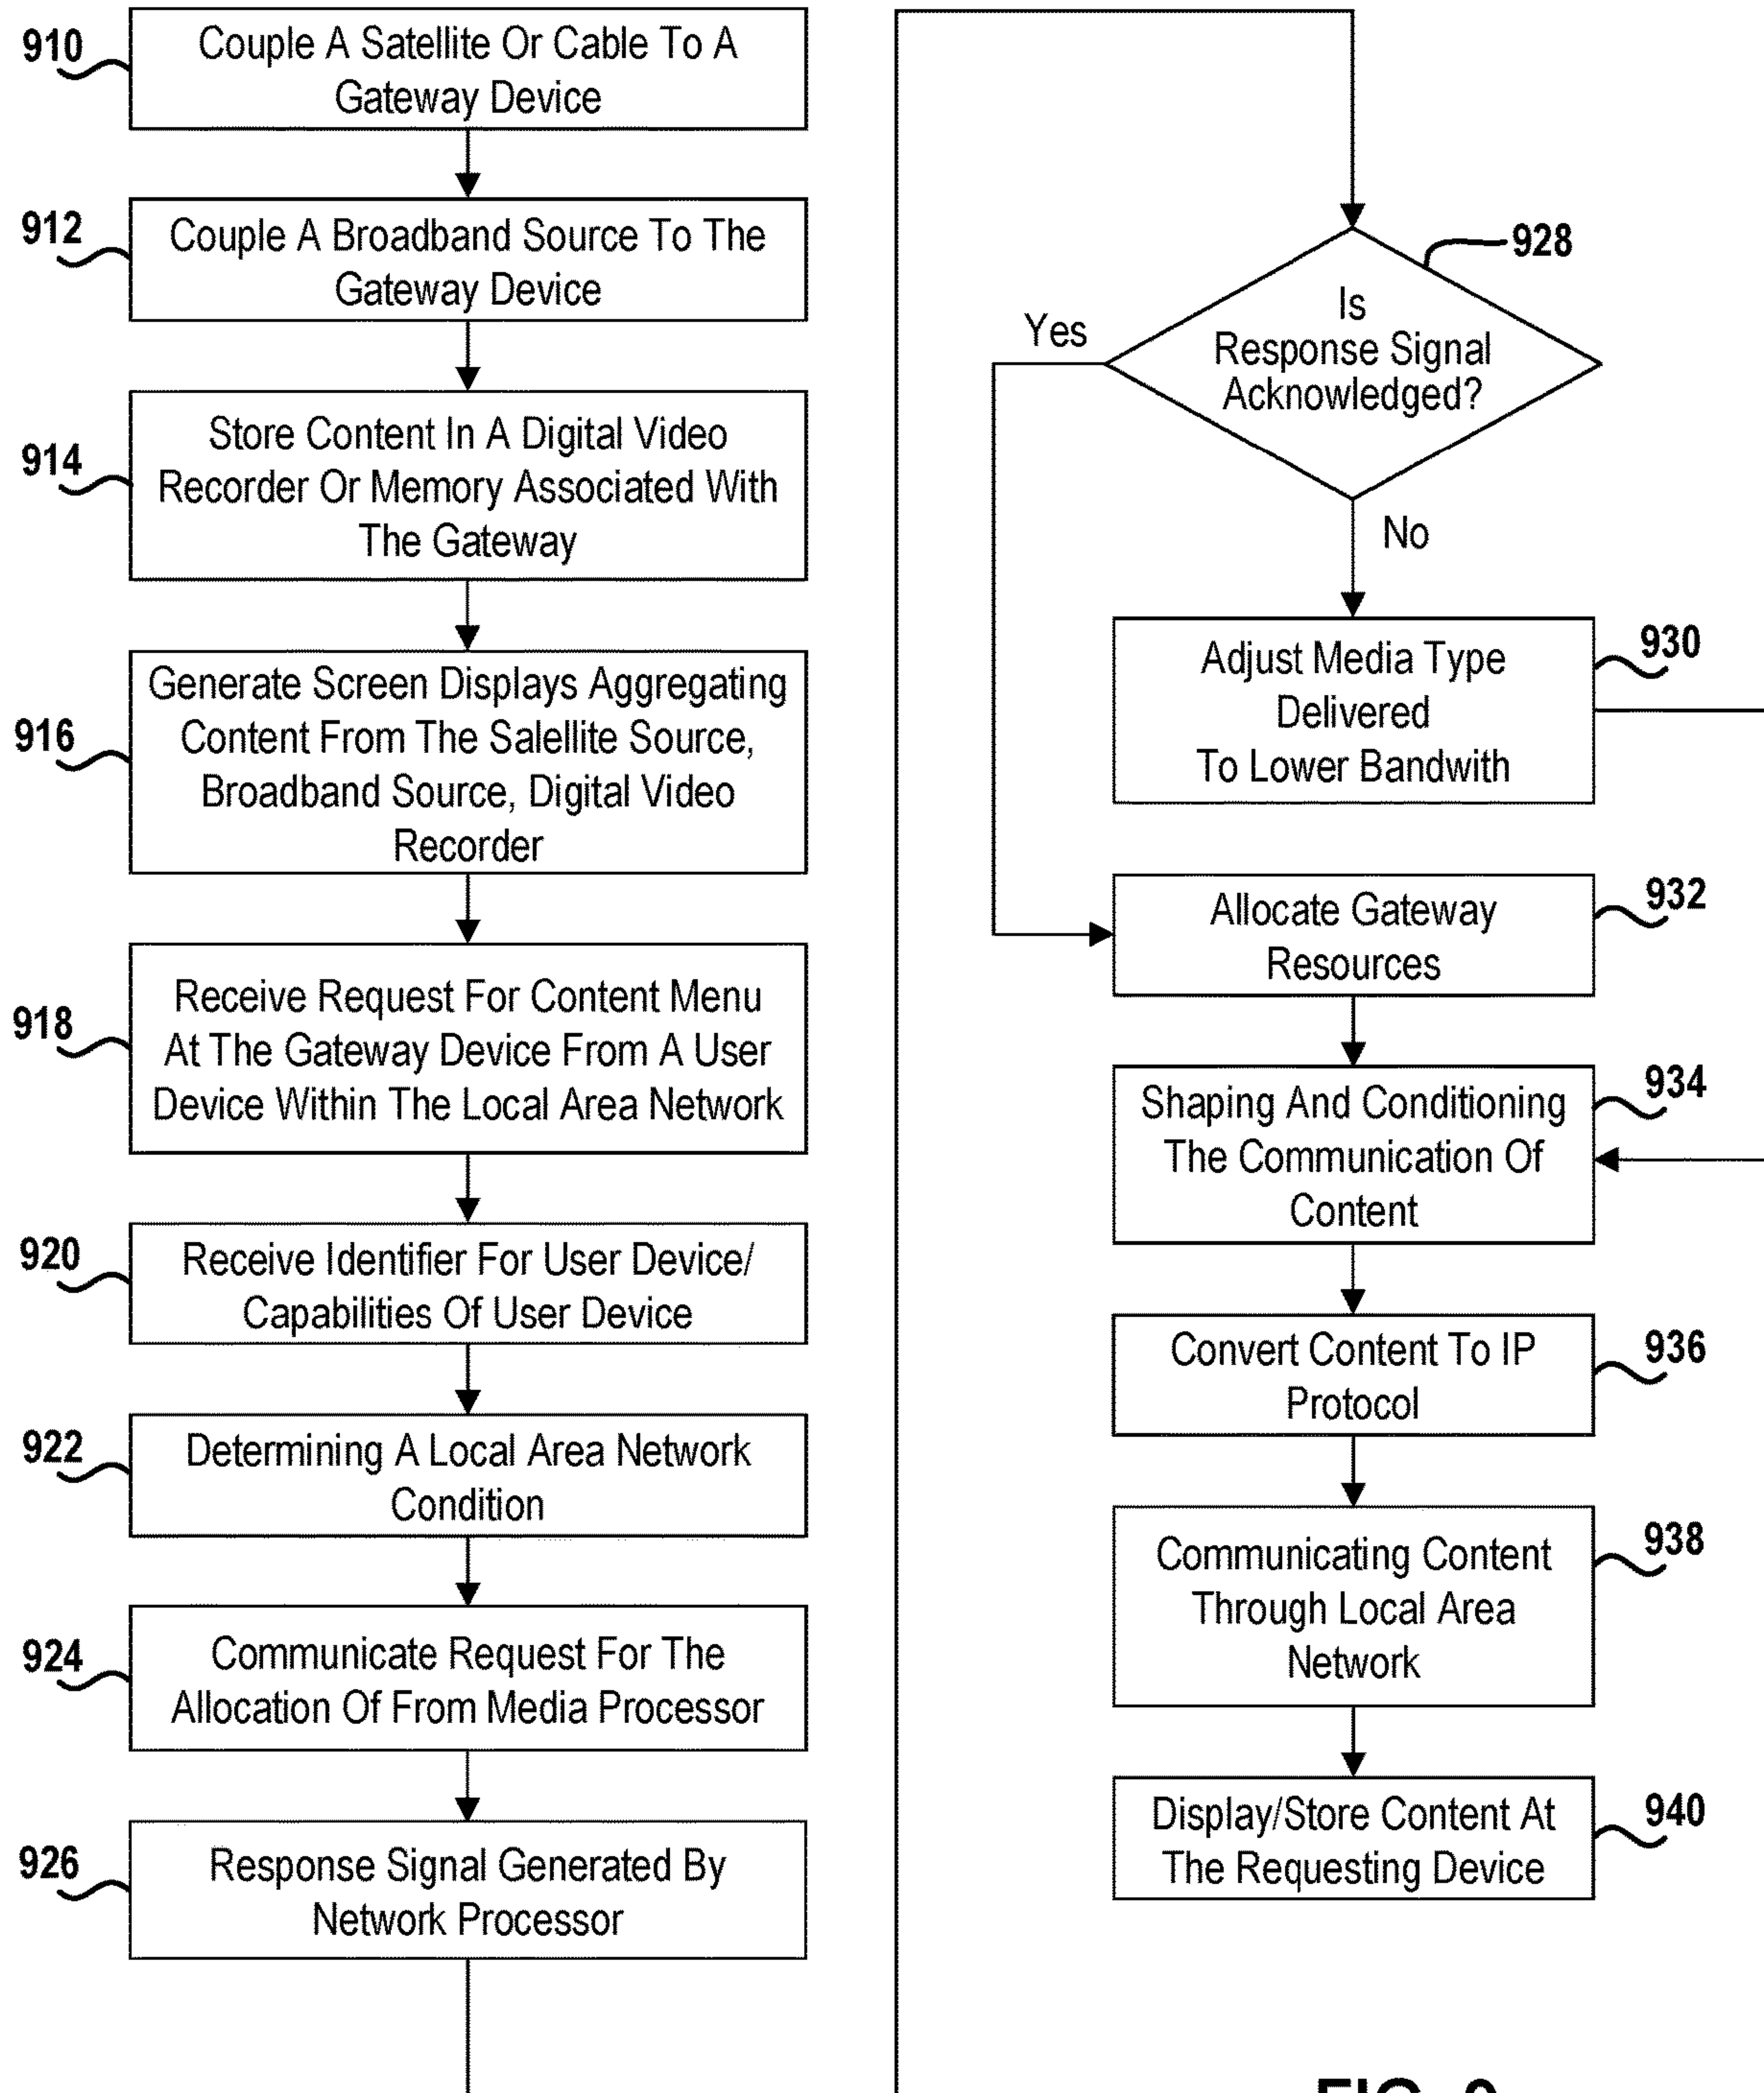 910
Couple A Satellite Or Cable To A
Gateway Device
912
Couple A Broadband Source To The
Gateway Device
914
Store Content In A Digital Video
Recorder Or Memory Associated With
The Gateway
916
Generate Screen Displays Aggregating
Content From The Salellite Source,
Broadband Source, Digital Video
Recorder
918
Receive Request For Content Menu
At The Gateway Device From A User
Device Within The Local Area Network
920
Receive Identifier For User Device/
Capabilities Of User Device
922
Determining A Local Area Network
Condition
924
Communicate Request For The
Allocation Of From Media Processor
926
Response Signal Generated By
Network Processor
928
Is
Response Signal
Acknowledged?
Yes
No
930
Adjust Media Type
Delivered
To Lower Bandwith
932
Allocate Gateway
Resources
934
Shaping And Conditioning
The Communication Of
Content
936
Convert Content To IP
Protocol
938
Communicating Content
Through Local Area
Network
940
Display/Store Content At
The Requesting Device